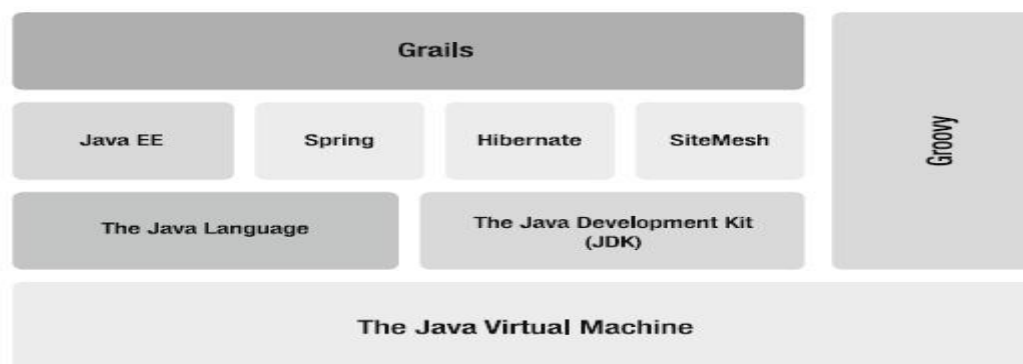 Grails
Java EE
Spring
Hibernate
SiteMesh
Groovy
The Java Language
The Java Development Kit
(JDK)
The Java Virtual Machine